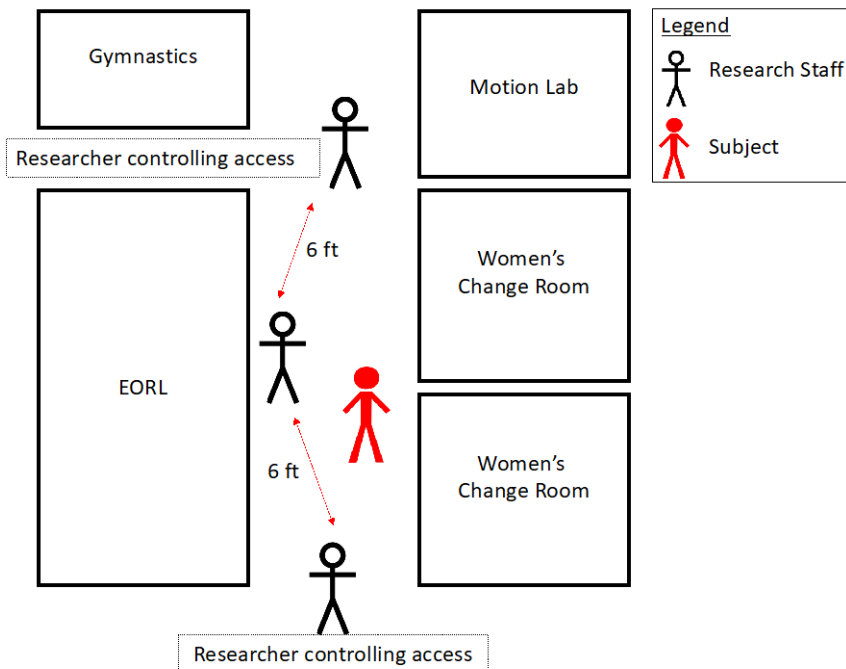 Gymnastics
Researcher controlling access
Motion Lab
Legend
Research Staff
Subject
6 ft
Women’s
Change Room
EORL
6 ft
Women’s
Change Room
Researcher controlling access